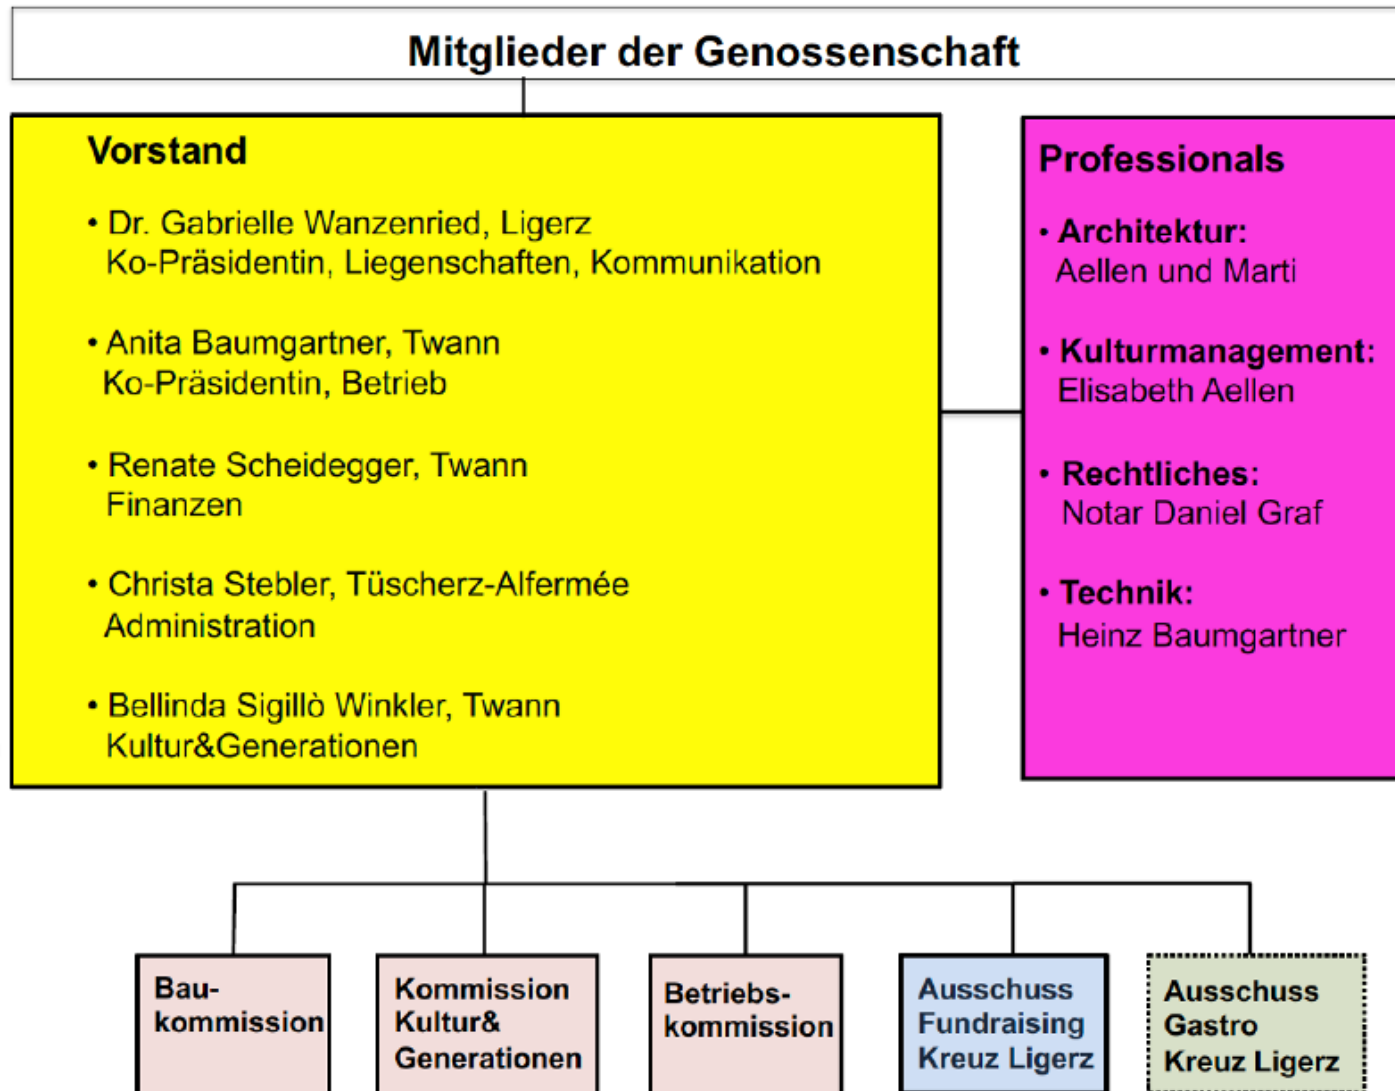 Mitglieder der Genossenschaft
Vorstand
• Dr. Gabrielle Wanzenried, Ligerz
Ko-Präsidentin, Liegenschaften, Kommunikation
• Anita Baumgartner, Twann
Ko-Präsidentin, Betrieb
• Renate Scheidegger, Twann
Finanzen
• Christa Stebler, Tüscherz-Alfermée
Administration
• Bellinda Sigillò Winkler, Twann
Kultur&Generationen
Professionals
• Architektur:
Aellen und Marti
• Kulturmanagement:
Elisabeth Aellen
• Rechtliches:
Notar Daniel Graf
• Technik:
Heinz Baumgartner
Bau-
kommission
Kommission
Kultur&
Generationen
Betriebs-
kommission
Ausschuss
Fundraising
Kreuz Ligerz
Ausschuss
Gastro
Kreuz Ligerz